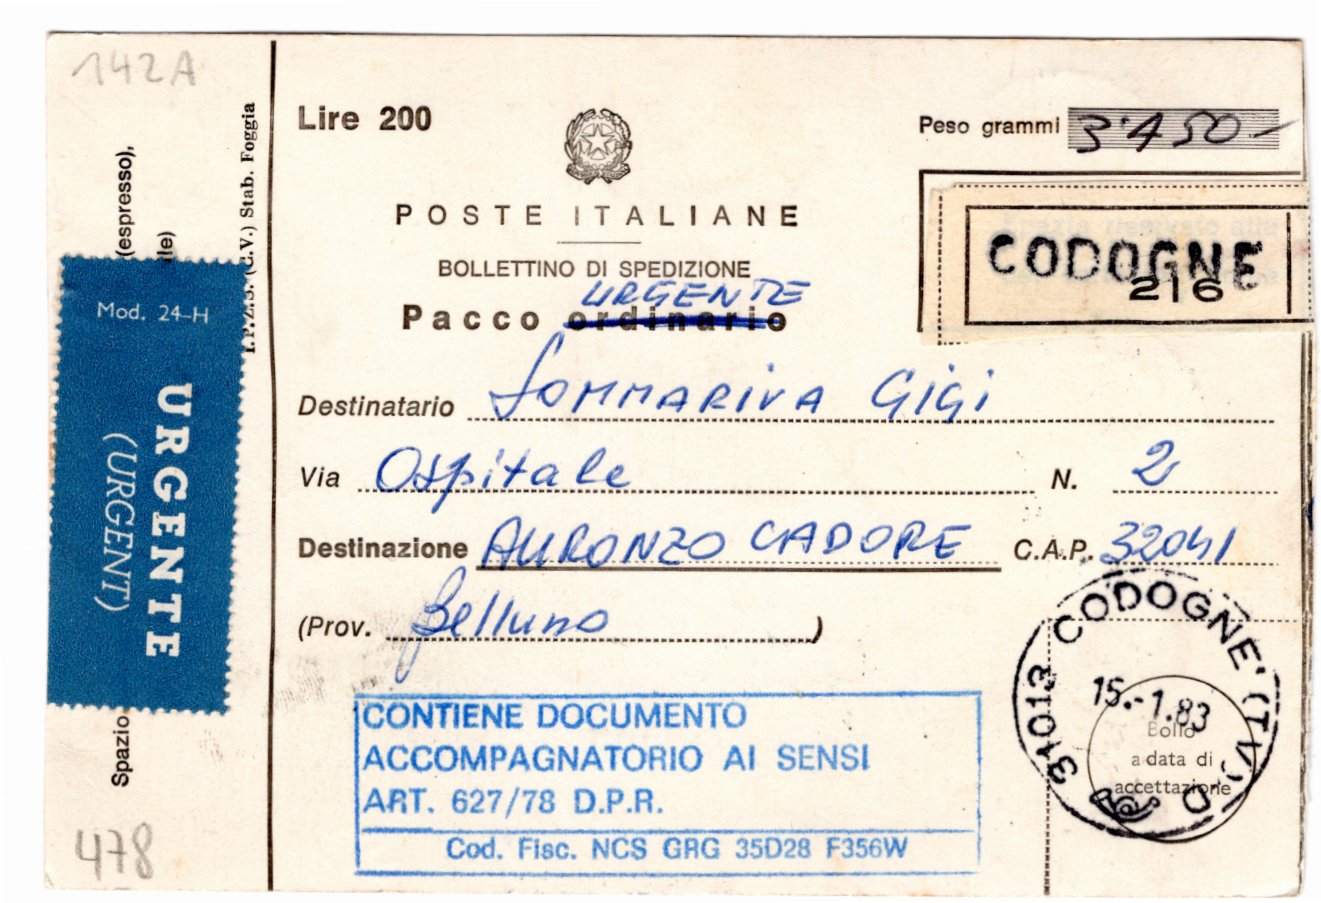 142A
Lire 200
Peso grammi 3'450-
POSTE ITALIANE
BOLLETTINO DI SPEDIZIONE
URGENTE
Pacco ordinario
CODOGNE
216
Destinatario SOMMARIVA GIGI
Via Ospitale N. 2
Destinazione AURONZO CADORE C.A.P. 32041
(Prov. Belluno )
CONTIENE DOCUMENTO
ACCOMPAGNATORIO AI SENSI
ART. 627/78 D.P.R.
Cod. Fisc. NCS GRG 35D28 F356W
31013 CODOGNE' (TV) D
15.-1.83
Bollo
a data di
accettazione
I.P.Z.S. (C.V.) Stab. Foggia
Spazio (espresso),
Mod. 24-H
URGENTE
(URGENT)
478